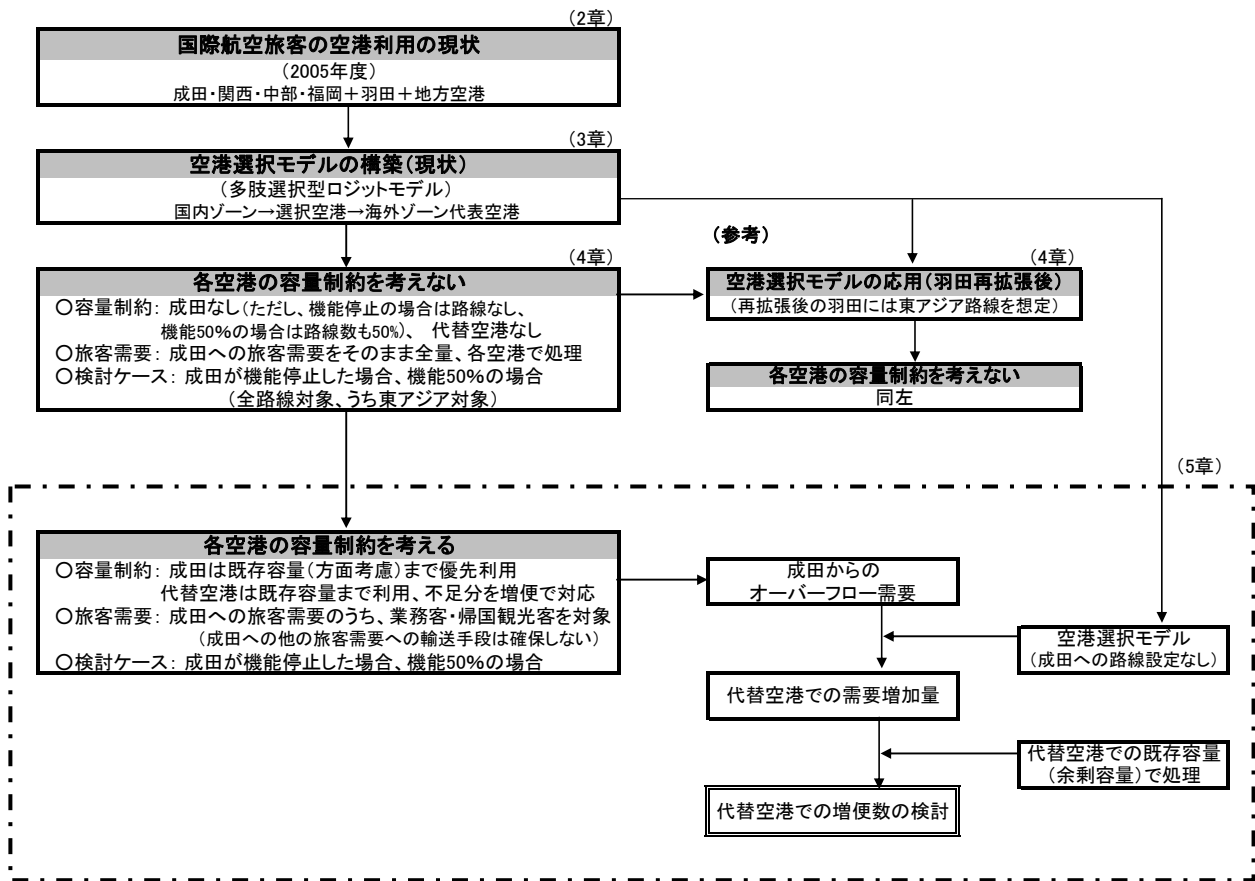 (2章)
国際航空旅客の空港利用の現状
(2005年度)
成田・関西・中部・福岡＋羽田＋地方空港
(3章)
空港選択モデルの構築(現状)
(多肢選択型ロジットモデル)
国内ゾーン→選択空港→海外ゾーン代表空港
(4章)
各空港の容量制約を考えない
○容量制約: 成田なし(ただし、機能停止の場合は路線なし、
機能50%の場合は路線数も50%)、 代替空港なし
○旅客需要: 成田への旅客需要をそのまま全量、各空港で処理
○検討ケース: 成田が機能停止した場合、機能50%の場合
(全路線対象、うち東アジア対象)
(参考)
(4章)
空港選択モデルの応用(羽田再拡張後)
(再拡張後の羽田には東アジア路線を想定)
各空港の容量制約を考えない
同左
(5章)
各空港の容量制約を考える
○容量制約: 成田は既存容量(方面考慮)まで優先利用
代替空港は既存容量まで利用、不足分を増便で対応
○旅客需要: 成田への旅客需要のうち、業務客・帰国観光客を対象
(成田への他の旅客需要への輸送手段は確保しない)
○検討ケース: 成田が機能停止した場合、機能50%の場合
成田からの
オーバーフロー需要
空港選択モデル
(成田への路線設定なし)
代替空港での需要増加量
代替空港での既存容量
(余剰容量)で処理
代替空港での増便数の検討